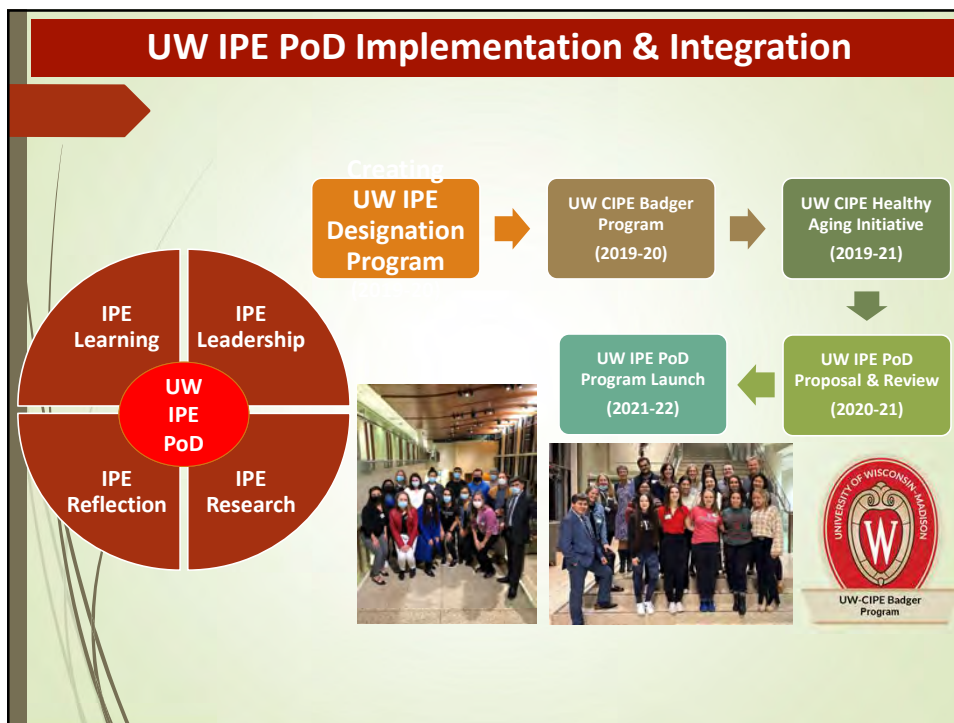 UW IPE PoD Implementation & Integration
Creating
UW IPE
Designation
Program
UW CIPE Badger
Program
(2019-20)
UW CIPE Healthy
Aging Initiative
(2019-21)
UW IPE PoD
Proposal & Review
(2020-21)
UW IPE PoD
Program Launch
(2021-22)
IPE
Learning
IPE
Leadership
UW
IPE
PoD
IPE
Reflection
IPE
Research
UNIVERSITY OF WISCONSIN-MADISON
W
UW-CIPE Badger
Program